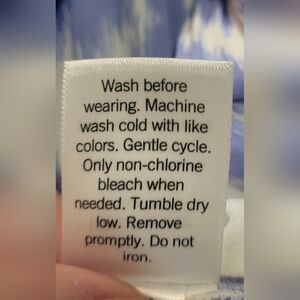 Wash before
wearing. Machine
wash cold with like
colors. Gentle cycle.
Only non-chlorine
bleach when
needed. Tumble dry
low. Remove
promptly. Do not
iron.